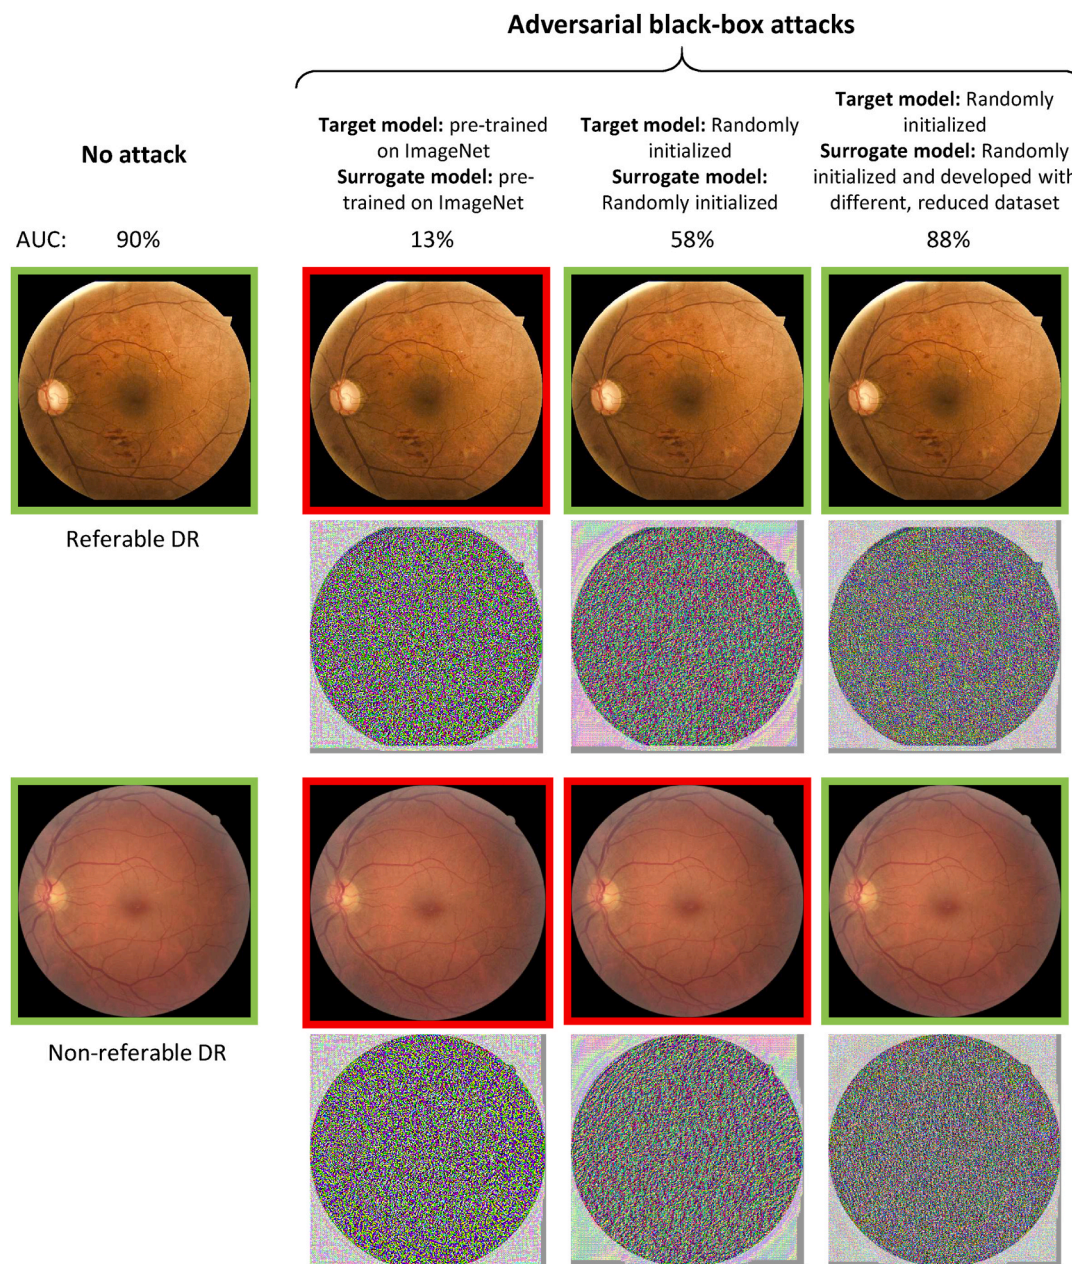 Adversarial black-box attacks
No attack
Target model: pre-trained
on ImageNet
Surrogate model: pre-
trained on ImageNet
Target model: Randomly
initialized
Surrogate model:
Randomly initialized
Target model: Randomly
initialized
Surrogate model: Randomly
initialized and developed with
different, reduced dataset
AUC: 90% 13% 58% 88%
Referable DR
Non-referable DR